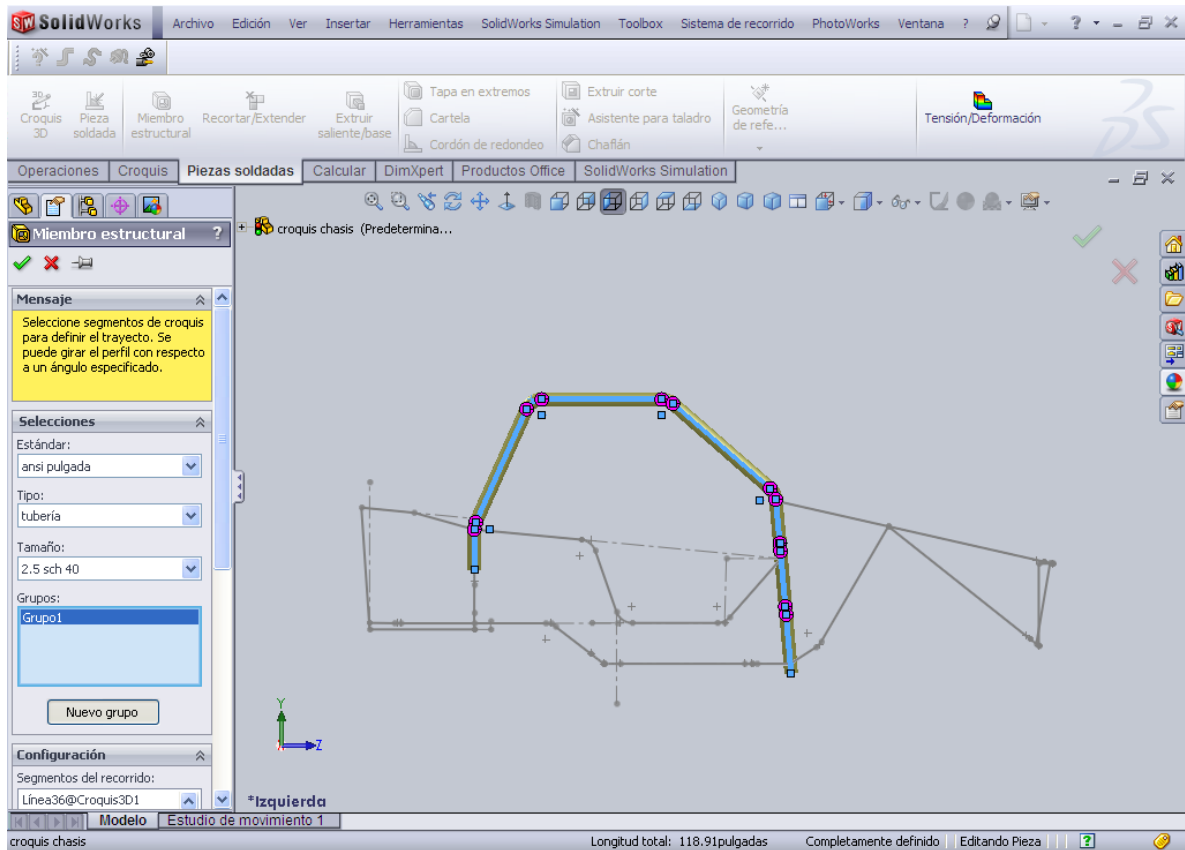 SolidWorks Archivo Edición Ver Insertar Herramientas SolidWorks Simulation Toolbox Sistema de recorrido PhotoWorks Ventana ?
Croquis 3D
Pieza soldada
Miembro estructural
Recortar/Extender
Extruir saliente/base
Tapa en extremos
Cartela
Cordón de redondeo
Extruir corte
Asistente para taladro
Chaflán
Geometría de refe...
Tensión/Deformación
Operaciones Croquis Piezas soldadas Calcular DimXpert Productos Office SolidWorks Simulation
croquis chasis (Predetermina...
Miembro estructural ?
Mensaje
Seleccione segmentos de croquis
para definir el trayecto. Se
puede girar el perfil con respecto
a un ángulo especificado.
Selecciones
Estándar:
ansi pulgada
Tipo:
tubería
Tamaño:
2.5 sch 40
Grupos:
Grupo1
Nuevo grupo
Configuración
Segmentos del recorrido:
Línea36@Croquis3D1
Y
Z
*Izquierda
Modelo Estudio de movimiento 1
croquis chasis Longitud total: 118.91pulgadas Completamente definido Editando Pieza ?